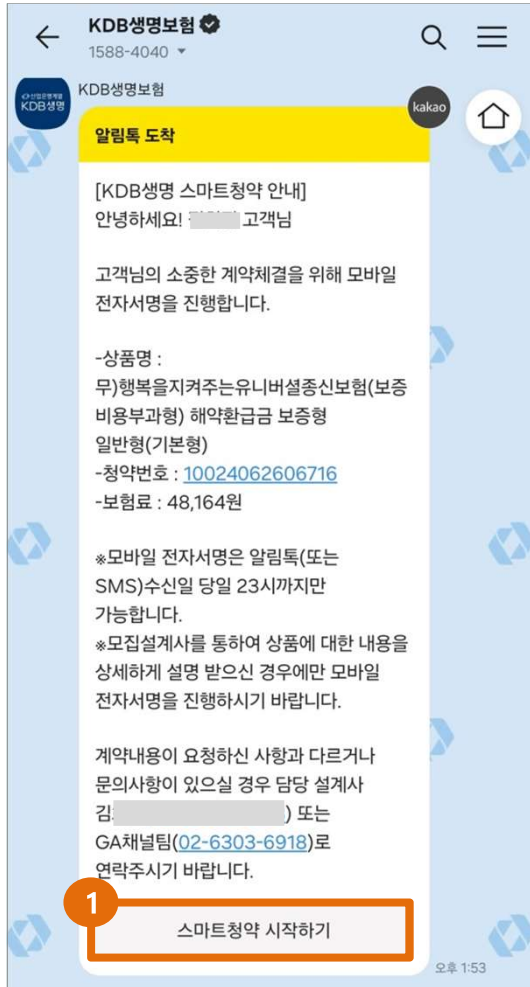 KDB생명보험
1588-4040
KDB생명
KDB생명보험
kakao
알림톡 도착
[KDB생명 스마트청약 안내]
안녕하세요! 고객님
고객님의 소중한 계약체결을 위해 모바일
전자서명을 진행합니다.
-상품명 :
무)행복을지켜주는유니버셜종신보험(보증
비용부과형) 해약환급금 보증형
일반형(기본형)
-청약번호 : 10024062606716
-보험료 : 48,164원
※모바일 전자서명은 알림톡(또는
SMS)수신일 당일 23시까지만
가능합니다.
※모집설계사를 통하여 상품에 대한 내용을
상세하게 설명 받으신 경우에만 모바일
전자서명을 진행하시기 바랍니다.
계약내용이 요청하신 사항과 다르거나
문의사항이 있으실 경우 담당 설계사
김 ) 또는
GA채널팀(02-6303-6918)로
연락주시기 바랍니다.
1
스마트청약 시작하기
오후 1:53